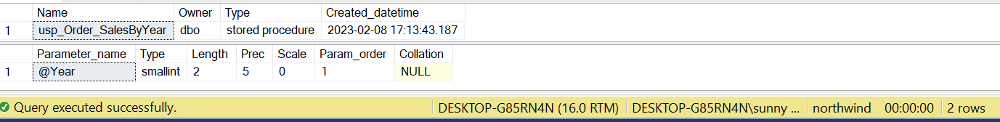 Name Owner Type Created_datetime
1 usp_Order_SalesByYear dbo stored procedure 2023-02-08 17:13:43.187
Parameter_name Type Length Prec Scale Param_order Collation
1 @Year smallint 2 5 0 1 NULL
Query executed successfully. DESKTOP-G85RN4N (16.0 RTM) DESKTOP-G85RN4N\sunny ... northwind 00:00:00 2 rows